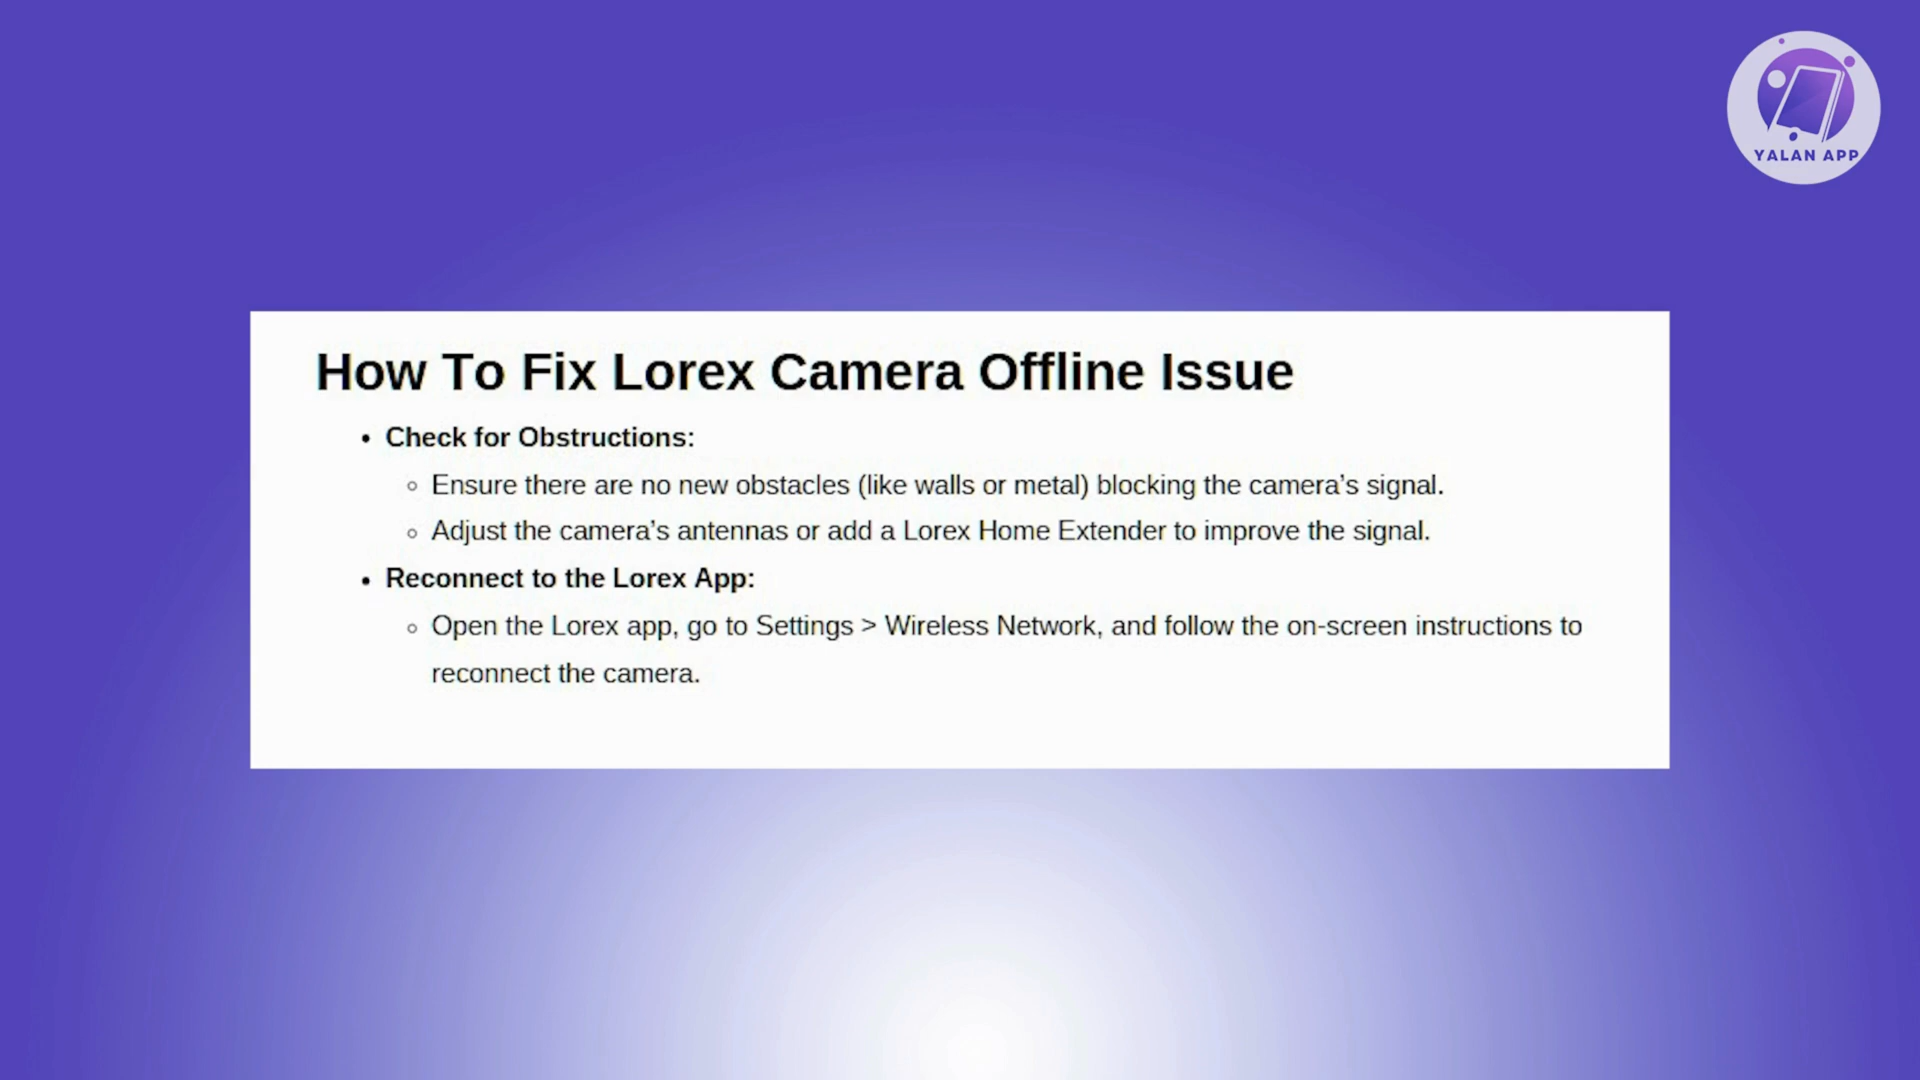 YALAN APP
How To Fix Lorex Camera Offline Issue
• Check for Obstructions:
◦ Ensure there are no new obstacles (like walls or metal) blocking the camera’s signal.
◦ Adjust the camera’s antennas or add a Lorex Home Extender to improve the signal.
• Reconnect to the Lorex App:
◦ Open the Lorex app, go to Settings > Wireless Network, and follow the on-screen instructions to
reconnect the camera.